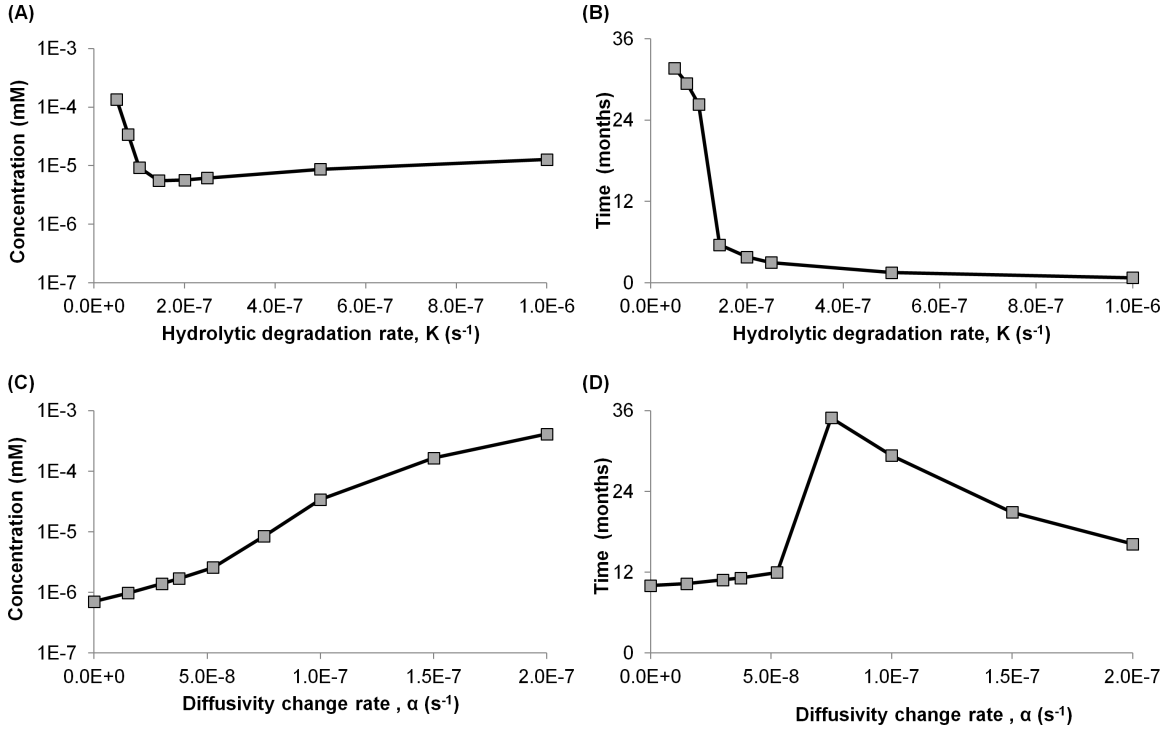 (A)
1E-3
1E-4
1E-5
1E-6
1E-7
Concentration (mM)
0.0E+0 2.0E-7 4.0E-7 6.0E-7 8.0E-7 1.0E-6
Hydrolytic degradation rate, K (s-1)
(B)
36
24
12
0
Time (months)
0.0E+0 2.0E-7 4.0E-7 6.0E-7 8.0E-7 1.0E-6
Hydrolytic degradation rate, K (s-1)
(C)
1E-3
1E-4
1E-5
1E-6
1E-7
Concentration (mM)
0.0E+0 5.0E-8 1.0E-7 1.5E-7 2.0E-7
Diffusivity change rate , α (s-1)
(D)
36
24
12
0
Time (months)
0.0E+0 5.0E-8 1.0E-7 1.5E-7 2.0E-7
Diffusivity change rate , α (s-1)